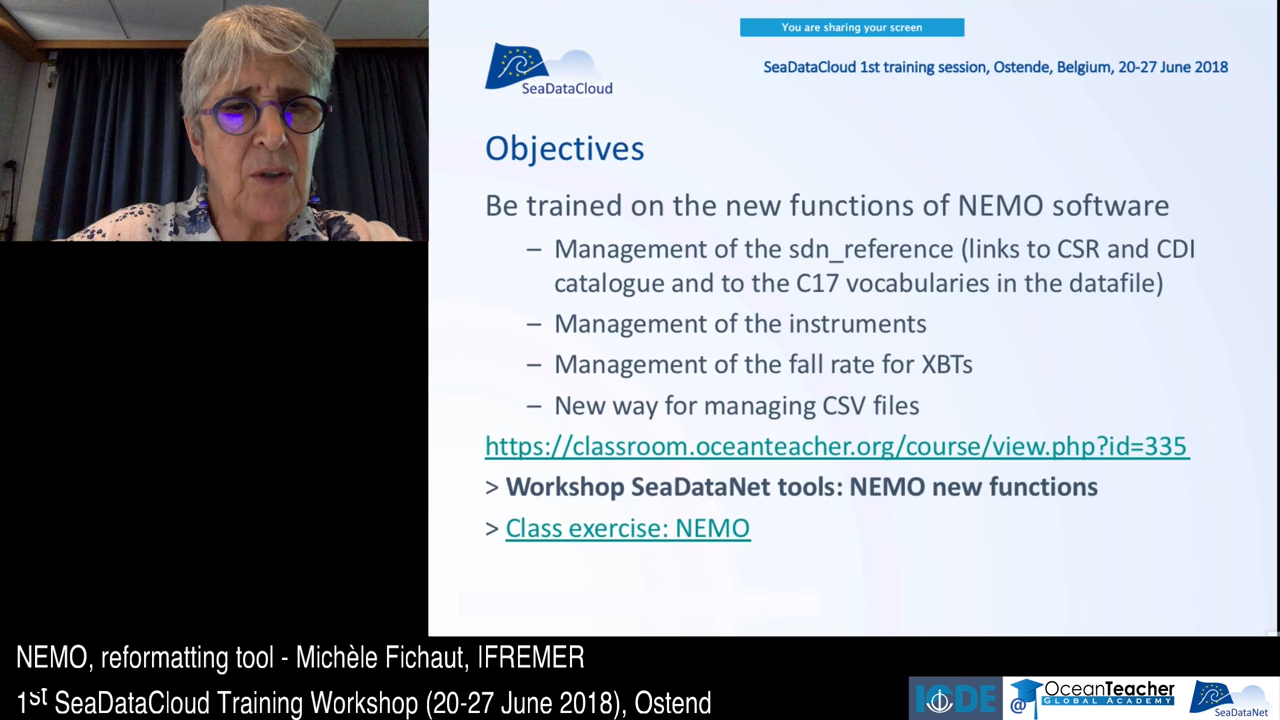 You are sharing your screen
SeaDataCloud
SeaDataCloud 1st training session, Ostende, Belgium, 20-27 June 2018
Objectives
Be trained on the new functions of NEMO software
– Management of the sdn_reference (links to CSR and CDI
catalogue and to the C17 vocabularies in the datafile)
– Management of the instruments
– Management of the fall rate for XBTs
– New way for managing CSV files
https://classroom.oceanteacher.org/course/view.php?id=335
> Workshop SeaDataNet tools: NEMO new functions
> Class exercise: NEMO
NEMO, reformatting tool - Michèle Fichaut, IFREMER
1st SeaDataCloud Training Workshop (20-27 June 2018), Ostend
IODE
@ OceanTeacher
GLOBAL ACADEMY
SeaDataNet